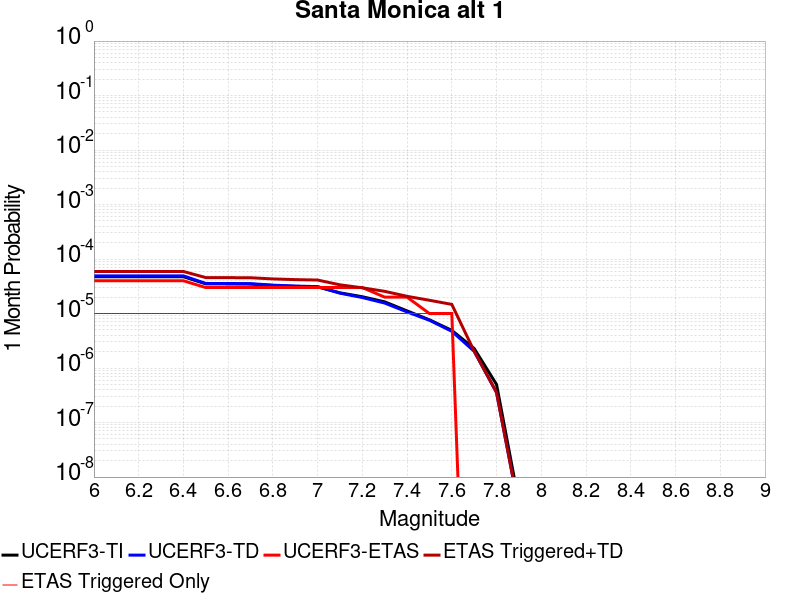 Santa Monica alt 1
10^0
10^-1
10^-2
10^-3
10^-4
10^-5
10^-6
10^-7
10^-8
1 Month Probability
6 6.2 6.4 6.6 6.8 7 7.2 7.4 7.6 7.8 8 8.2 8.4 8.6 8.8 9
Magnitude
UCERF3-TI UCERF3-TD UCERF3-ETAS ETAS Triggered+TD
ETAS Triggered Only